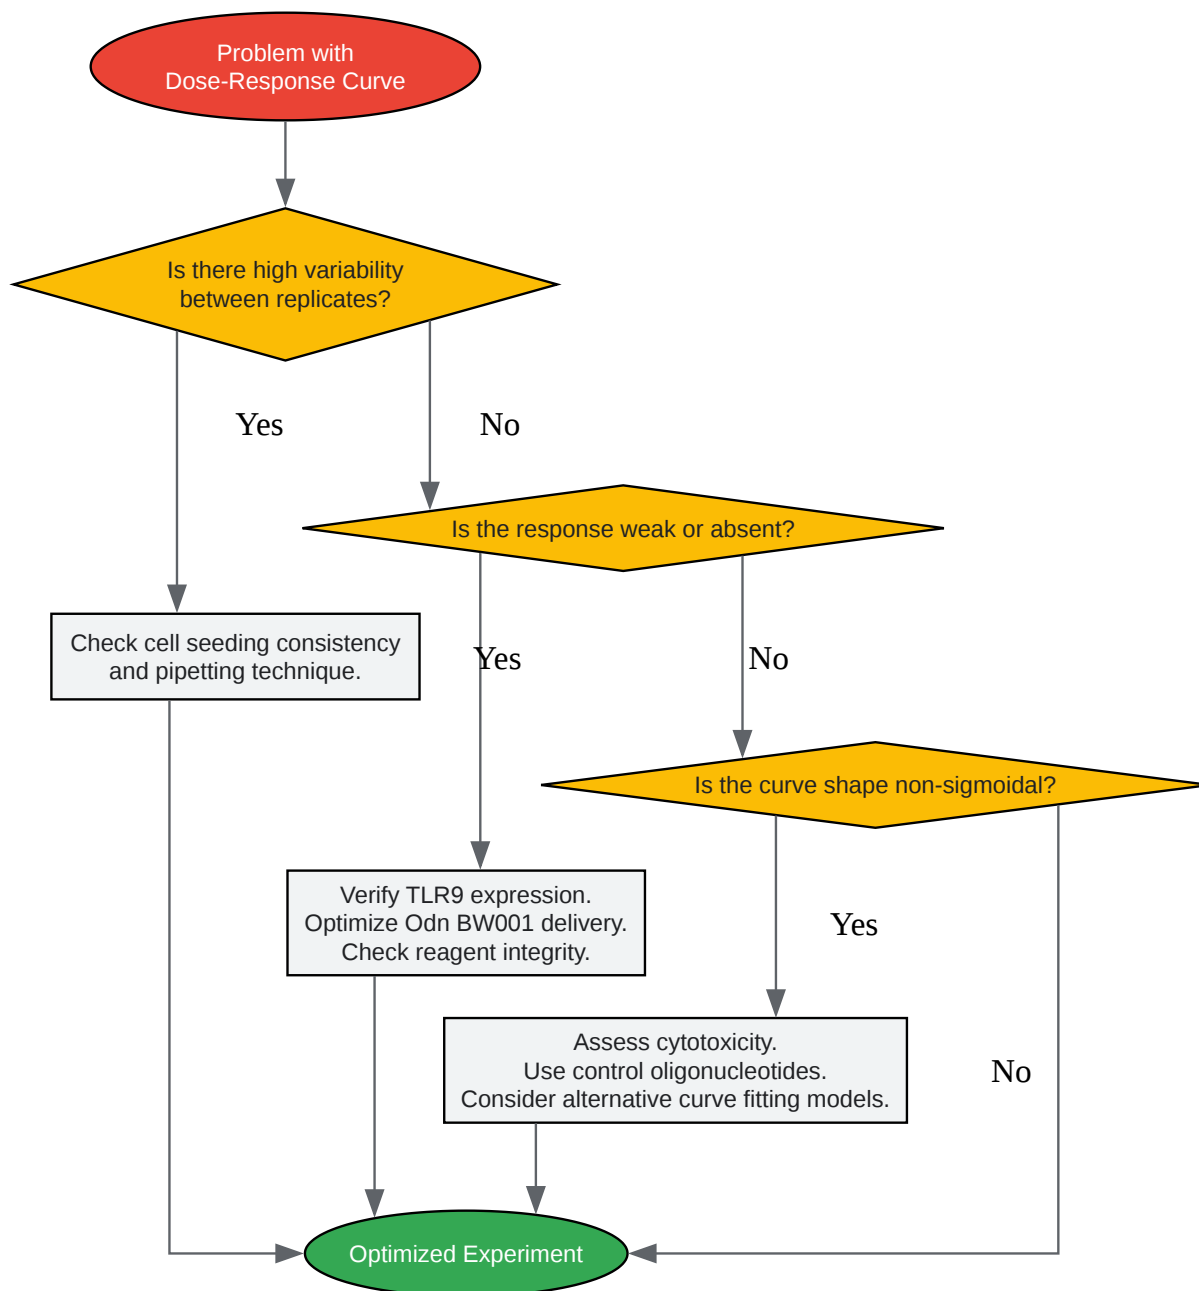 Problem with
Dose-Response Curve
Is there high variability
between replicates?
Yes
No
Is the response weak or absent?
Check cell seeding consistency
and pipetting technique.
Yes
No
Is the curve shape non-sigmoidal?
Verify TLR9 expression.
Optimize Odn BW001 delivery.
Check reagent integrity.
Yes
Assess cytotoxicity.
Use control oligonucleotides.
Consider alternative curve fitting models.
No
Optimized Experiment